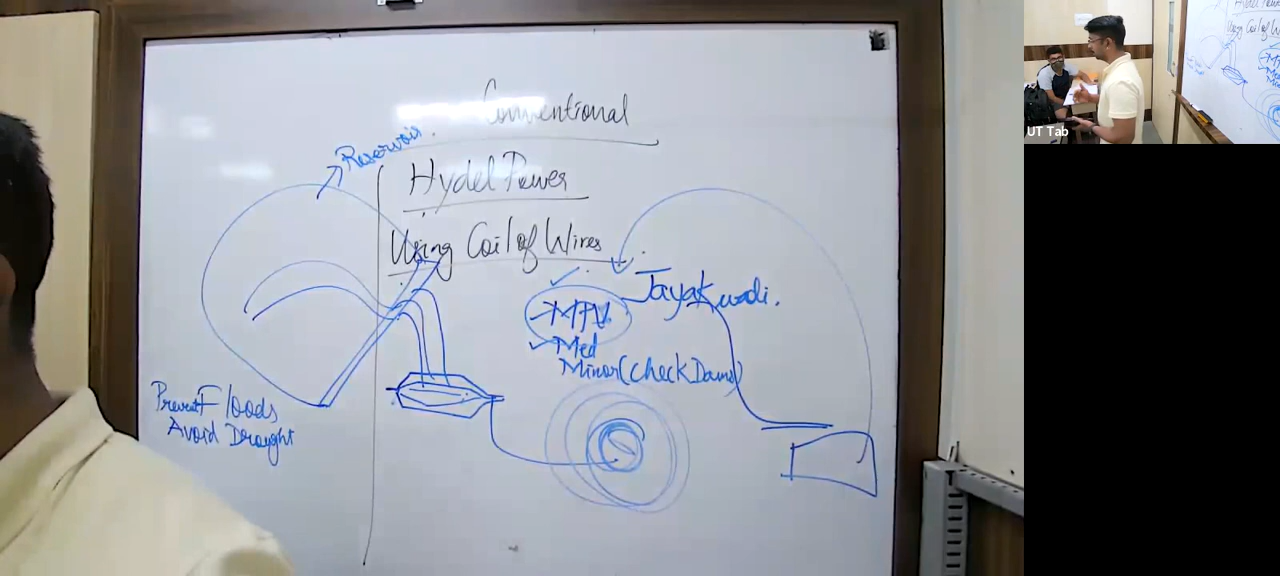 Conventional
Reservoir.
Hydel Power
Using Coil of Wires
Jayakwadi.
MPV
Med
Minor (Check Dams)
Prevent Floods
Avoid Drought
UT Tab